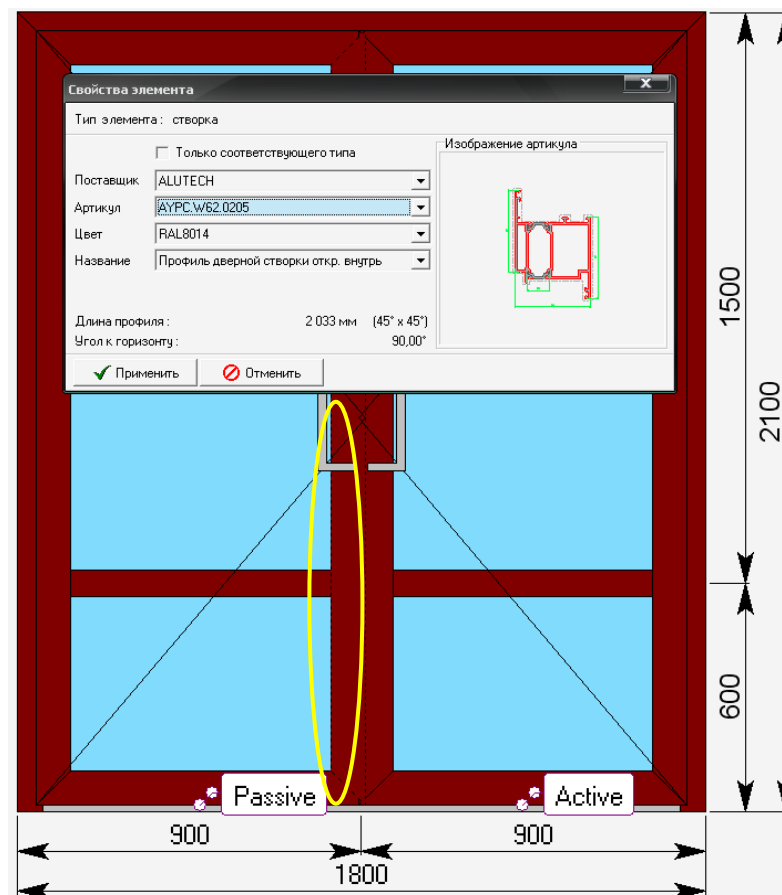 Свойства элемента
Тип элемента: створка
Только соответствующего типа
Изображение артикула
Поставщик ALUTECH
Артикул AYPC.W62.0205
Цвет RAL8014
Название Профиль дверной створки откр. внутрь
Длина профиля: 2 033 мм (45° x 45°)
Угол к горизонту: 90,00°
Применить Отменить
1500
2100
600
Passive Active
900 900
1800